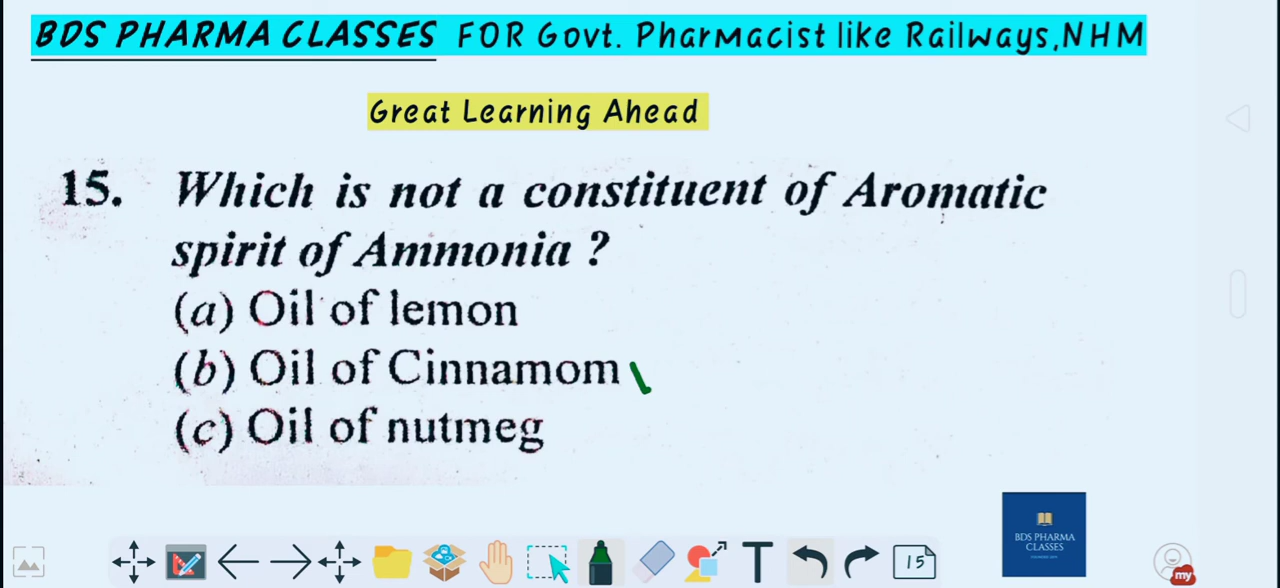 BDS PHARMA CLASSES FOR Govt. Pharmacist like Railways,NHM
Great Learning Ahead
15. Which is not a constituent of Aromatic
spirit of Ammonia ?
(a) Oil of lemon
(b) Oil of Cinnamom
(c) Oil of nutmeg
T
15
BDS PHARMA
CLASSES
my